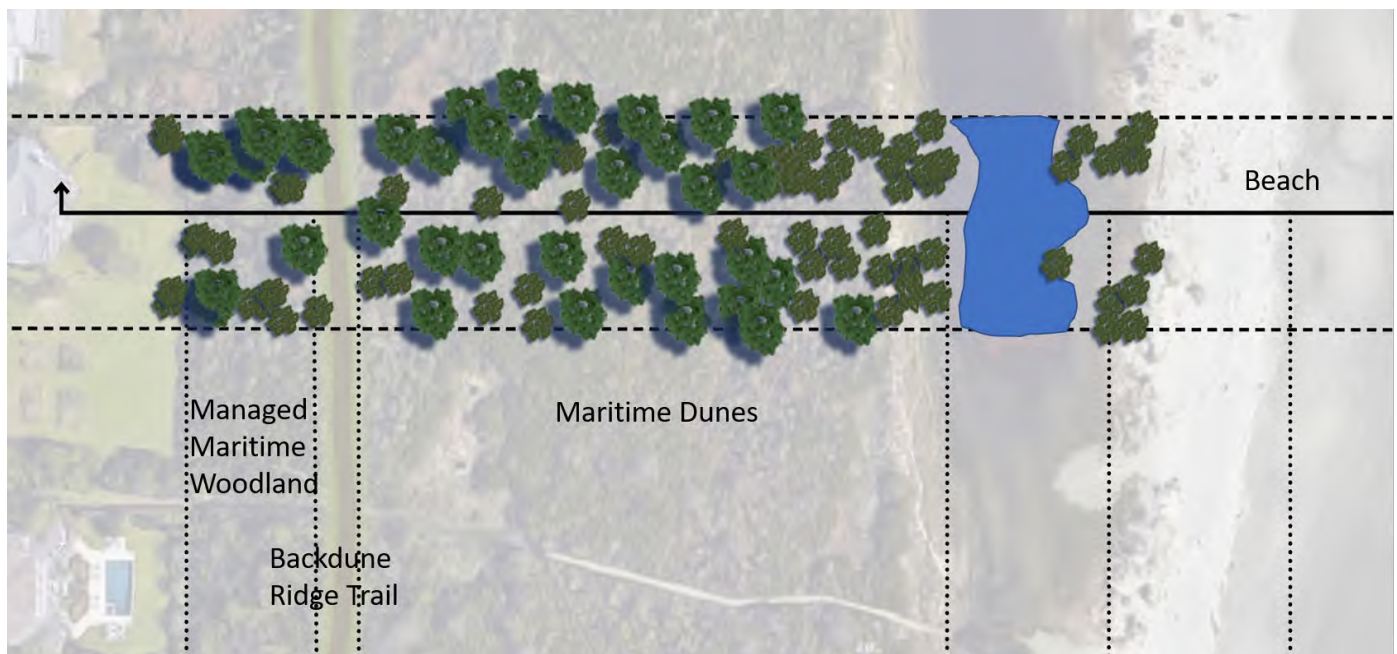 Beach
Managed
Maritime
Woodland
Maritime Dunes
Backdune
Ridge Trail